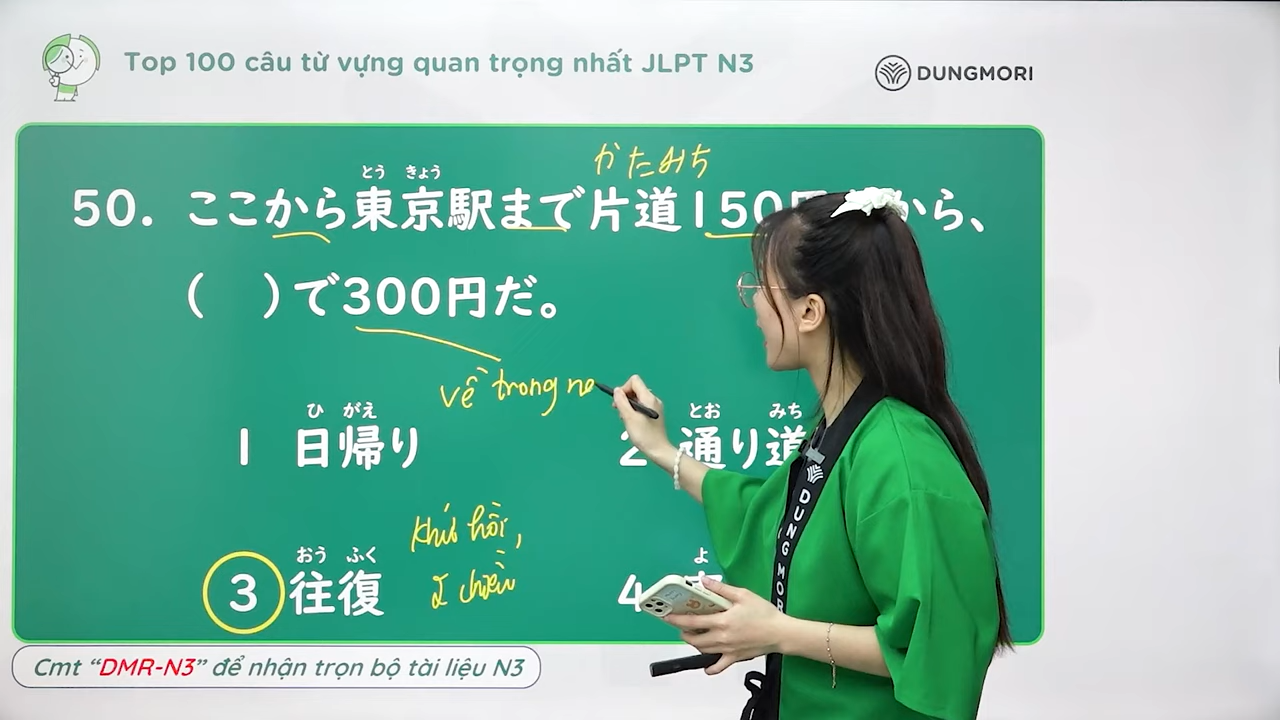 Top 100 câu từ vựng quan trọng nhất JLPT N3
DUNGMORI
かたみち
とう きょう
50. ここから東京駅まで片道150円 から、
( )で300円だ。
về trong
ひ がえ
1 日帰り
とお みち
2 通り道
khứ hồi,
2 chiều
おう ふく
3 往復
よ
4
DUNGMOR
Cmt “DMR-N3” để nhận trọn bộ tài liệu N3